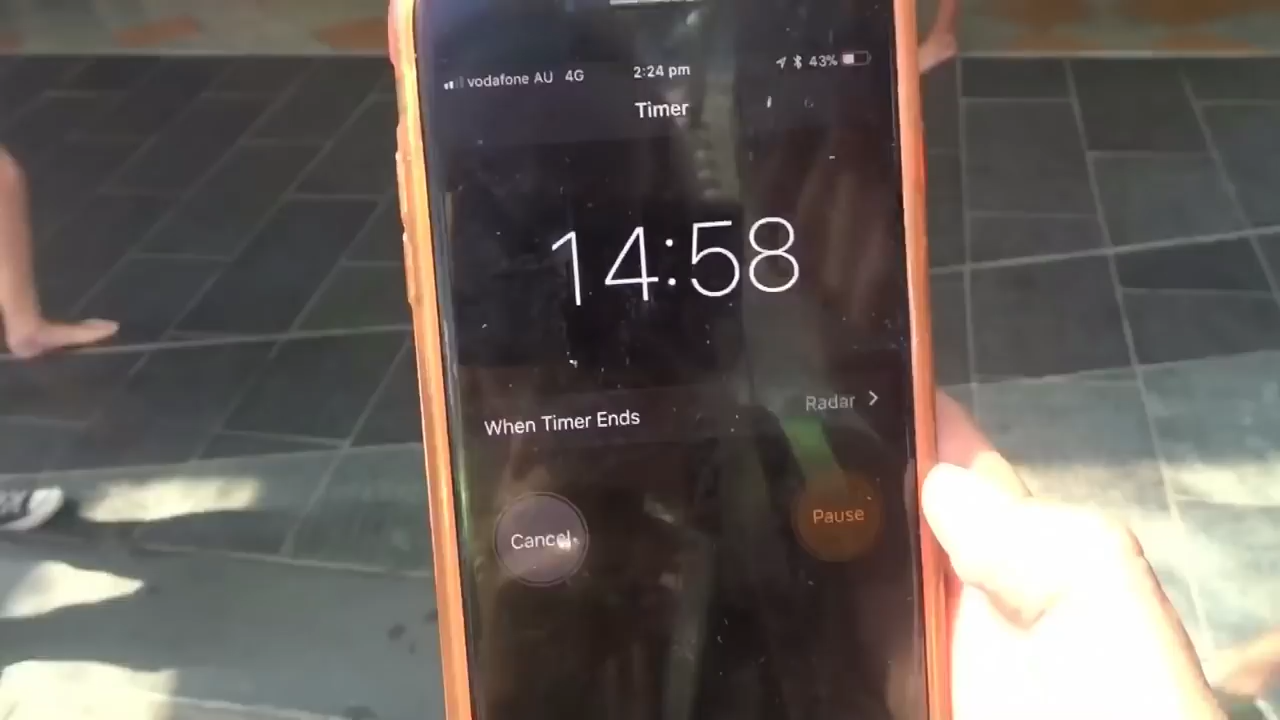 vodafone AU 4G 2:24 pm 43%
Timer
14:58
When Timer Ends Radar >
Cancel Pause